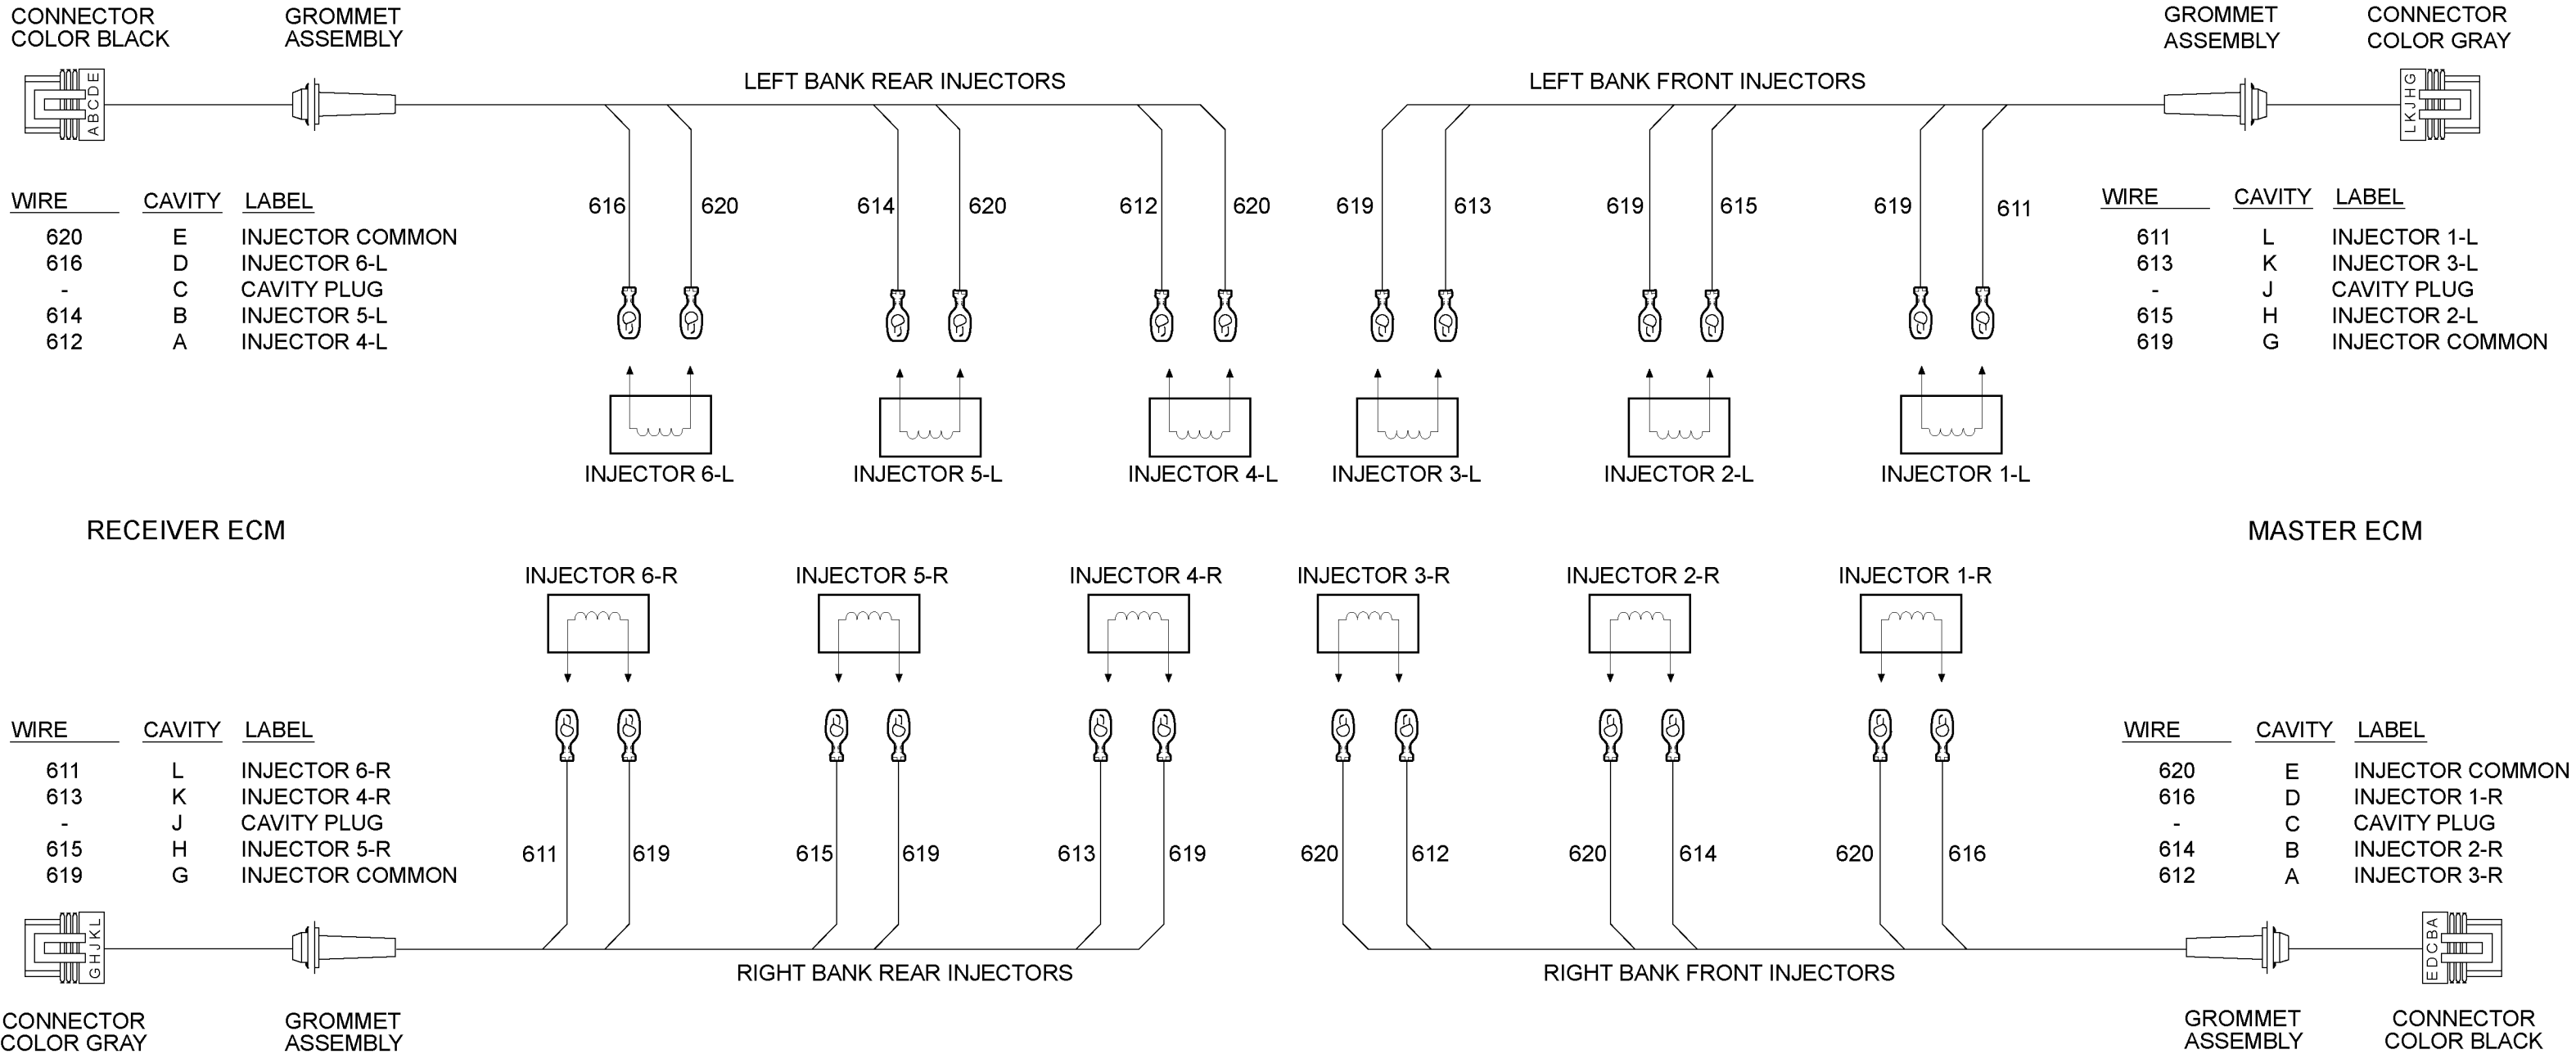 CONNECTOR
COLOR BLACK
GROMMET
ASSEMBLY
LEFT BANK REAR INJECTORS
LEFT BANK FRONT INJECTORS
GROMMET
ASSEMBLY
CONNECTOR
COLOR GRAY
ABCDE
LKJHG
616 620 614 620 612 620 619 613 619 615 619 611
WIRE CAVITY LABEL
620 E INJECTOR COMMON
616 D INJECTOR 6-L
- C CAVITY PLUG
614 B INJECTOR 5-L
612 A INJECTOR 4-L
WIRE CAVITY LABEL
611 L INJECTOR 1-L
613 K INJECTOR 3-L
- J CAVITY PLUG
615 H INJECTOR 2-L
619 G INJECTOR COMMON
INJECTOR 6-L INJECTOR 5-L INJECTOR 4-L INJECTOR 3-L INJECTOR 2-L INJECTOR 1-L
RECEIVER ECM
MASTER ECM
INJECTOR 6-R INJECTOR 5-R INJECTOR 4-R INJECTOR 3-R INJECTOR 2-R INJECTOR 1-R
WIRE CAVITY LABEL
611 L INJECTOR 6-R
613 K INJECTOR 4-R
- J CAVITY PLUG
615 H INJECTOR 5-R
619 G INJECTOR COMMON
611 619 615 619 613 619 620 612 620 614 620 616
WIRE CAVITY LABEL
620 E INJECTOR COMMON
616 D INJECTOR 1-R
- C CAVITY PLUG
614 B INJECTOR 2-R
612 A INJECTOR 3-R
GHJKL
EDCBA
RIGHT BANK REAR INJECTORS
RIGHT BANK FRONT INJECTORS
CONNECTOR
COLOR GRAY
GROMMET
ASSEMBLY
GROMMET
ASSEMBLY
CONNECTOR
COLOR BLACK